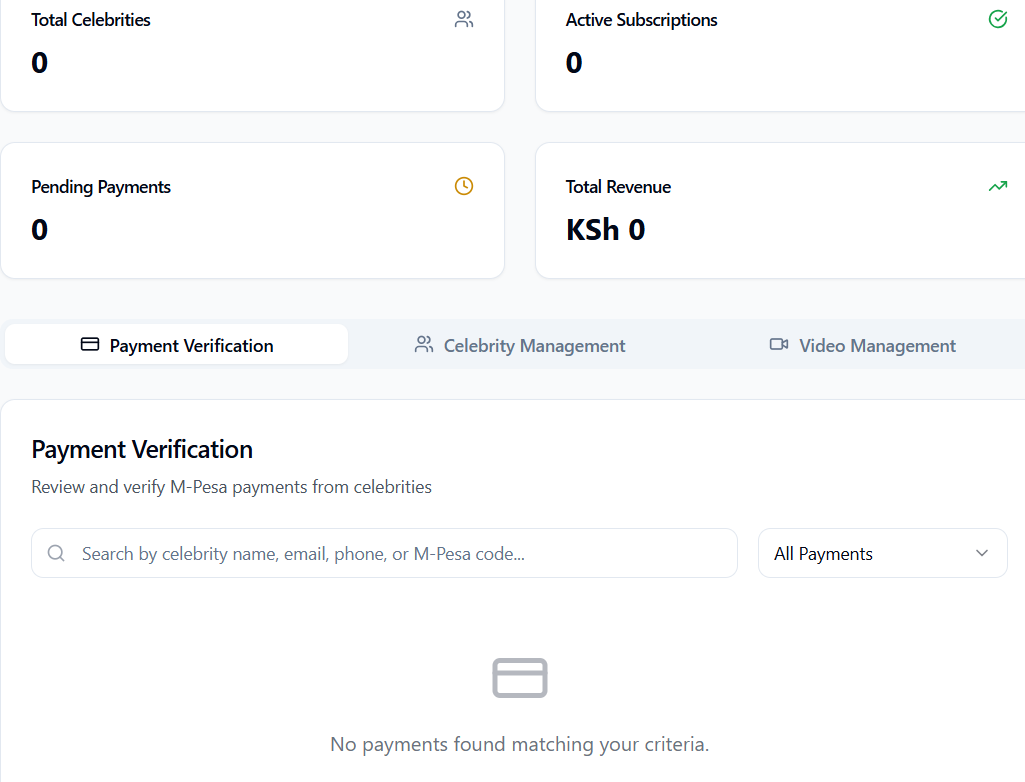 Total Celebrities
0
Active Subscriptions
0
Pending Payments
0
Total Revenue
KSh 0
Payment Verification
Celebrity Management
Video Management
Payment Verification
Review and verify M-Pesa payments from celebrities
Search by celebrity name, email, phone, or M-Pesa code...
All Payments
No payments found matching your criteria.